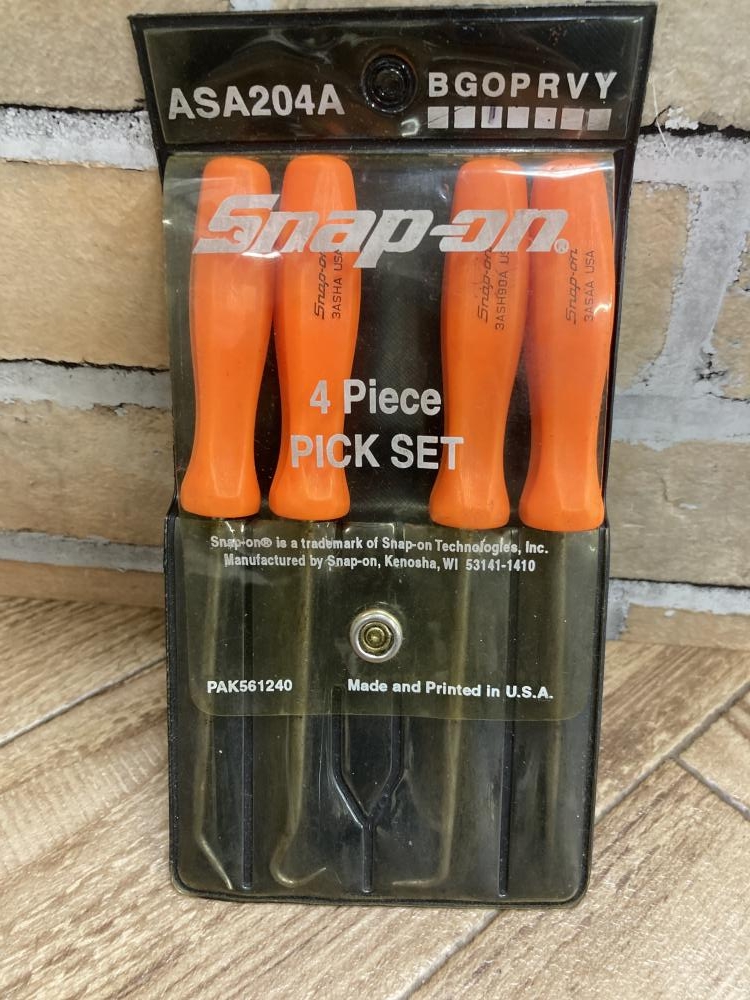 ASA204A
BGOPRVY
Snap-on®
Snap-on
3ASHA USA
Snap-on
3ASH90A U
Snap-on
3ASAA USA
4 Piece
PICK SET
Snap-on® is a trademark of Snap-on Technologies, Inc.
Manufactured by Snap-on, Kenosha, WI 53141-1410
PAK561240
Made and Printed in U.S.A.